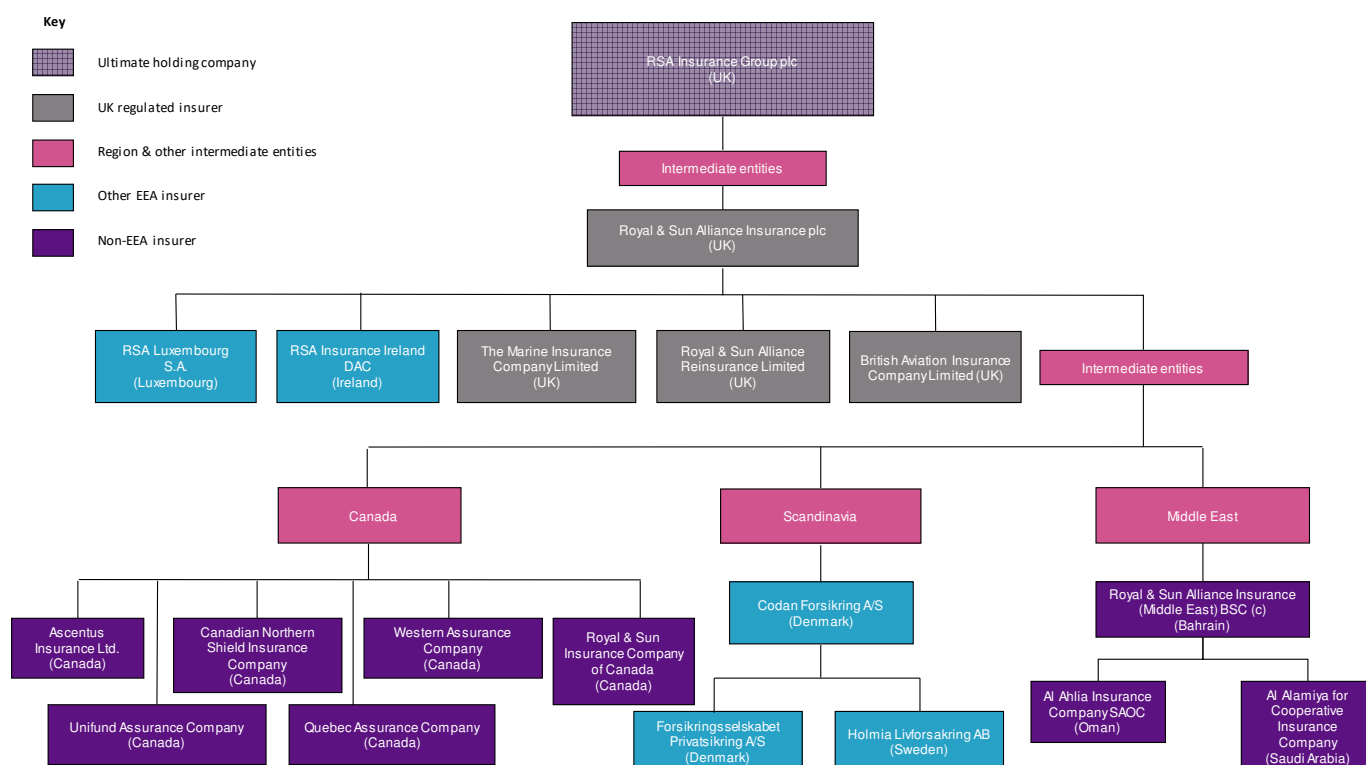 Key
Ultimate holding company
UK regulated insurer
Region & other intermediate entities
Other EEA insurer
Non-EEA insurer
RSA Insurance Group plc
(UK)
Intermediate entities
Royal & Sun Alliance Insurance plc
(UK)
RSA Luxembourg
S.A.
(Luxembourg)
RSA Insurance Ireland
DAC
(Ireland)
The Marine Insurance
Company Limited
(UK)
Royal & Sun Alliance
Reinsurance Limited
(UK)
British Aviation Insurance
Company Limited (UK)
Intermediate entities
Canada
Scandinavia
Middle East
Ascentus
Insurance Ltd.
(Canada)
Canadian Northern
Shield Insurance
Company
(Canada)
Western Assurance
Company
(Canada)
Royal & Sun
Insurance Company
of Canada
(Canada)
Unifund Assurance Company
(Canada)
Quebec Assurance Company
(Canada)
Codan Forsikring A/S
(Denmark)
Forsikringsselskabet
Privatsikring A/S
(Denmark)
Holmia Livforsakring AB
(Sweden)
Royal & Sun Alliance Insurance
(Middle East) BSC (c)
(Bahrain)
Al Ahlia Insurance
Company SAOC
(Oman)
Al Alamiya for
Cooperative
Insurance
Company
(Saudi Arabia)